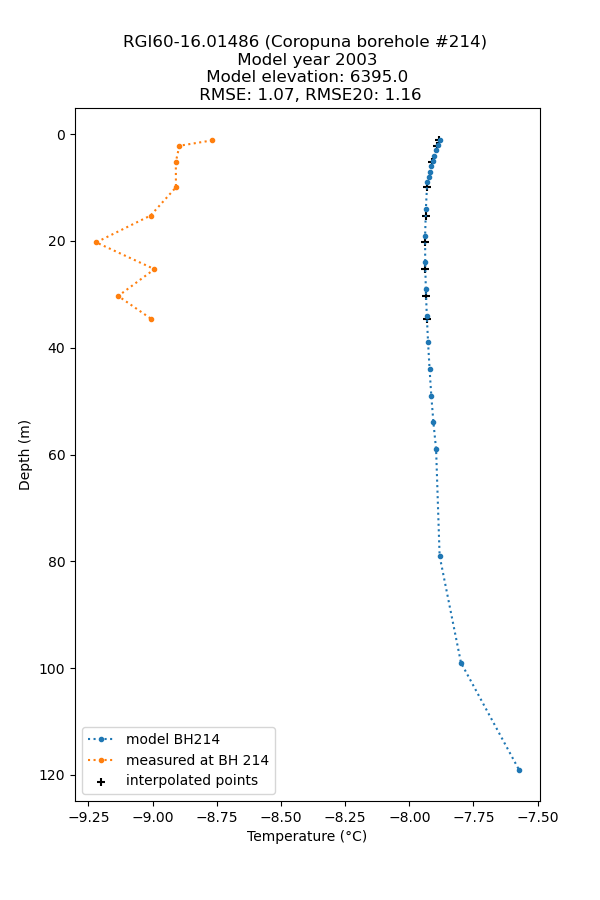 RGI60-16.01486 (Coropuna borehole #214)
Model year 2003
Model elevation: 6395.0
RMSE: 1.07, RMSE20: 1.16
0
20
40
60
80
100
120
Depth (m)
model BH214
measured at BH 214
interpolated points
−9.25 −9.00 −8.75 −8.50 −8.25 −8.00 −7.75 −7.50
Temperature (°C)